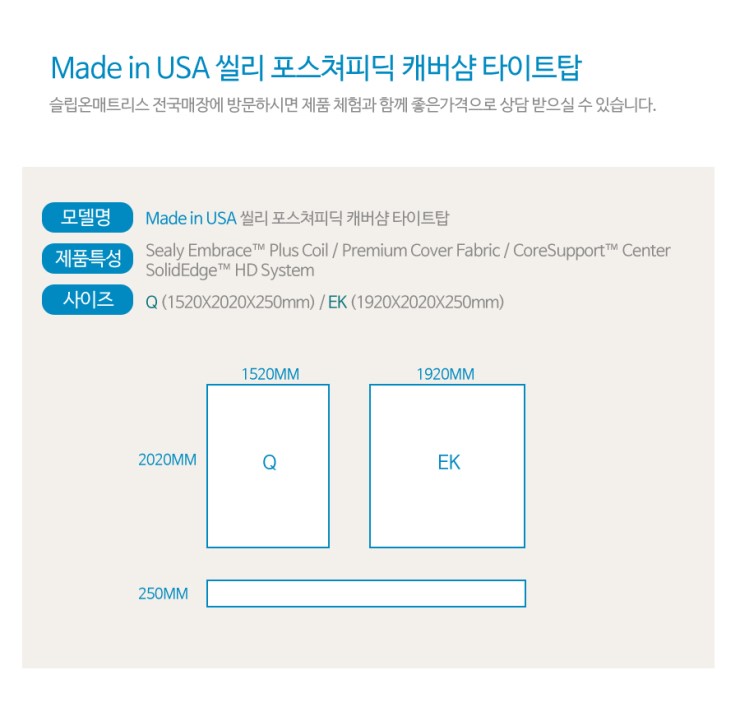 Made in USA 씰리 포스쳐피딕 캐버샴 타이트탑
슬립온매트리스 전국매장에 방문하시면 제품 체험과 함께 좋은가격으로 상담 받으실 수 있습니다.
모델명 Made in USA 씰리 포스쳐피딕 캐버샴 타이트탑
제품특성 Sealy Embrace™ Plus Coil / Premium Cover Fabric / CoreSupport™ Center
SolidEdge™ HD System
사이즈 Q (1520X2020X250mm) / EK (1920X2020X250mm)
1520MM 1920MM
2020MM Q EK
250MM